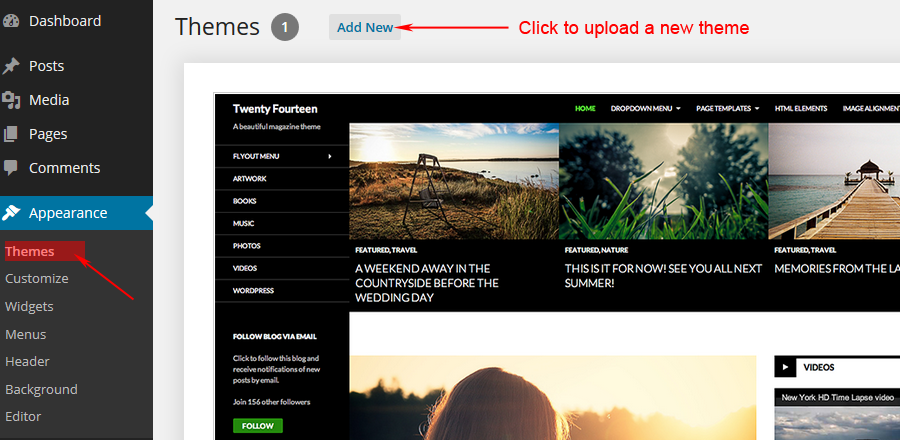 Dashboard
Posts
Media
Pages
Comments
Appearance
Themes
Customize
Widgets
Menus
Header
Background
Editor
Themes 1 Add New Click to upload a new theme
Twenty Fourteen
A beautiful magazine theme
HOME DROPDOWN MENU PAGE TEMPLATES HTML ELEMENTS IMAGE ALIGNMENT
FLYOUT MENU
ARTWORK
BOOKS
MUSIC
PHOTOS
VIDEOS
WORDPRESS
FEATURED, TRAVEL
A WEEKEND AWAY IN THE
COUNTRYSIDE BEFORE THE
WEDDING DAY
FEATURED, NATURE
THIS IS IT FOR NOW! SEE YOU ALL NEXT
SUMMER!
FEATURED, TRAVEL
MEMORIES FROM THE LA
FOLLOW BLOG VIA EMAIL
Click to follow this blog and
receive notifications of new
posts by email.
Join 156 other followers
FOLLOW
VIDEOS
New York HD Time Lapse video